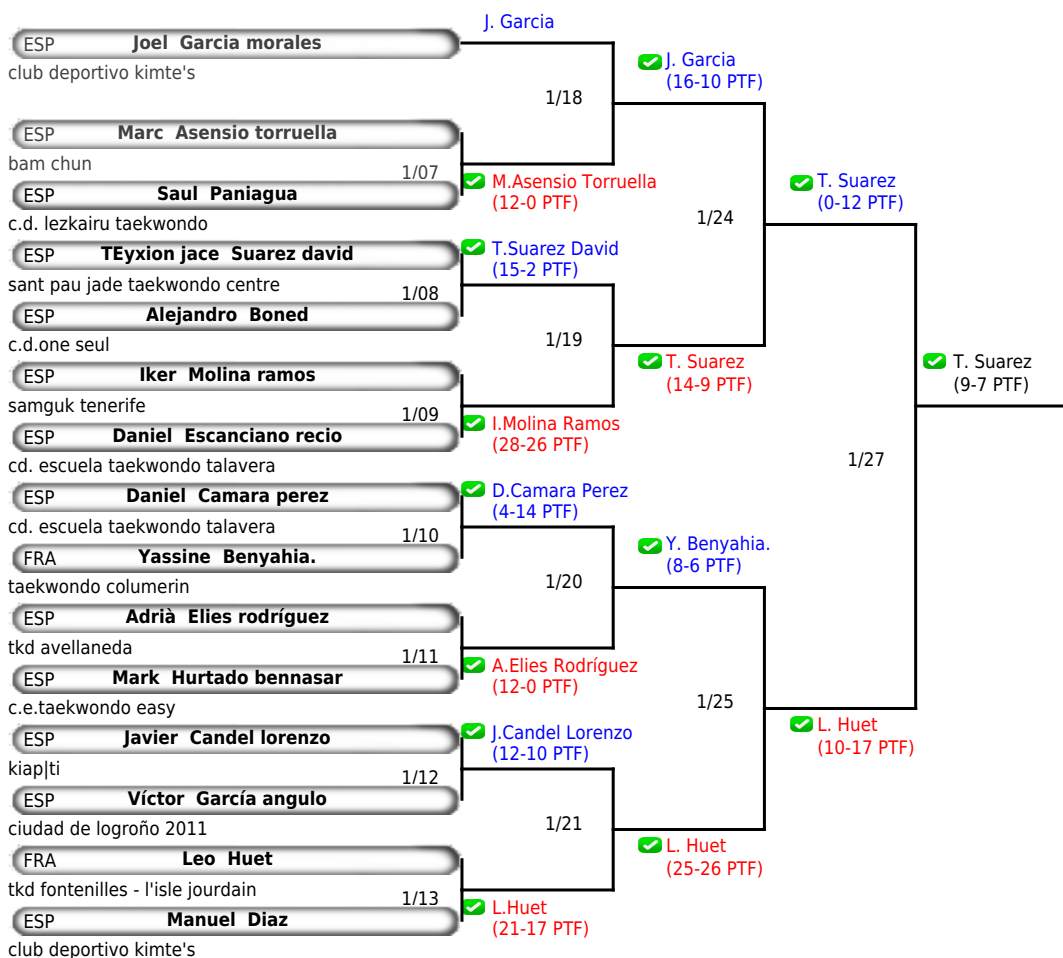 J. Garcia
ESP Joel Garcia morales
club deportivo kimte's
J. Garcia
(16-10 PTF)
1/18
ESP Marc Asensio torruella
bam chun
1/07
M.Asensio Torruella
(12-0 PTF)
ESP Saul Paniagua
c.d. lezkairu taekwondo
T. Suarez
(0-12 PTF)
1/24
ESP TEyxion jace Suarez david
T.Suarez David
(15-2 PTF)
sant pau jade taekwondo centre
1/08
ESP Alejandro Boned
c.d.one seul
1/19
T. Suarez
(14-9 PTF)
T. Suarez
(9-7 PTF)
ESP Iker Molina ramos
samguk tenerife
1/09
I.Molina Ramos
(28-26 PTF)
ESP Daniel Escanciano recio
cd. escuela taekwondo talavera
1/27
ESP Daniel Camara perez
D.Camara Perez
(4-14 PTF)
cd. escuela taekwondo talavera
1/10
Y. Benyahia.
(8-6 PTF)
FRA Yassine Benyahia.
taekwondo columerin
1/20
ESP Adrià Elies rodríguez
tkd avellaneda
1/11
A.Elies Rodríguez
(12-0 PTF)
ESP Mark Hurtado bennasar
c.e.taekwondo easy
1/25
L. Huet
(10-17 PTF)
ESP Javier Candel lorenzo
J.Candel Lorenzo
(12-10 PTF)
kiap|ti
1/12
ESP Víctor García angulo
ciudad de logroño 2011
1/21
L. Huet
(25-26 PTF)
FRA Leo Huet
tkd fontenilles - l'isle jourdain
1/13
L.Huet
(21-17 PTF)
ESP Manuel Diaz
club deportivo kimte's